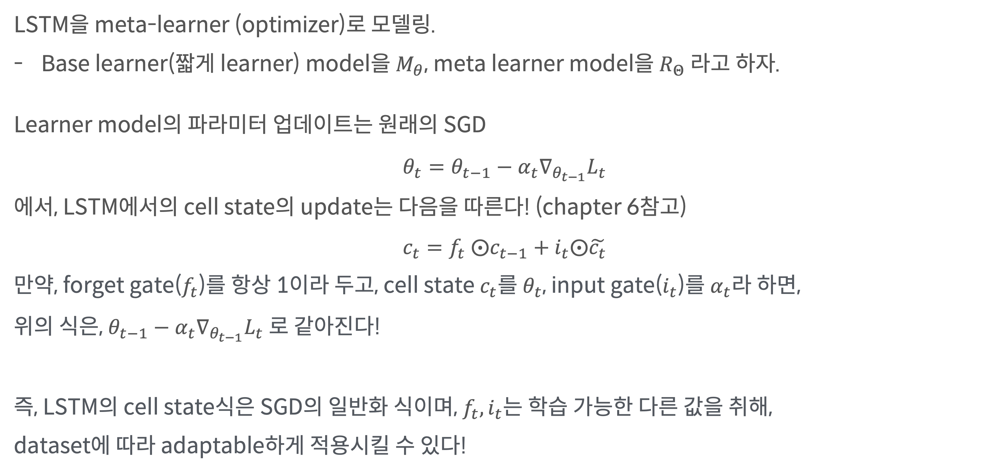 LSTM을 meta-learner (optimizer)로 모델링.
- Base learner(짧게 learner) model을 $M_\theta$, meta learner model을 $R_\Theta$ 라고 하자.
Learner model의 파라미터 업데이트는 원래의 SGD
$\theta_t = \theta_{t-1} - \alpha_t \nabla_{\theta_{t-1}} L_t$
에서, LSTM에서의 cell state의 update는 다음을 따른다! (chapter 6참고)
$c_t = f_t \odot c_{t-1} + i_t \odot \widetilde{c_t}$
만약, forget gate($f_t$)를 항상 1이라 두고, cell state $c_t$를 $\theta_t$, input gate($i_t$)를 $\alpha_t$라 하면,
위의 식은, $\theta_{t-1} - \alpha_t \nabla_{\theta_{t-1}} L_t$ 로 같아진다!
즉, LSTM의 cell state식은 SGD의 일반화 식이며, $f_t, i_t$는 학습 가능한 다른 값을 취해,
dataset에 따라 adaptable하게 적용시킬 수 있다!